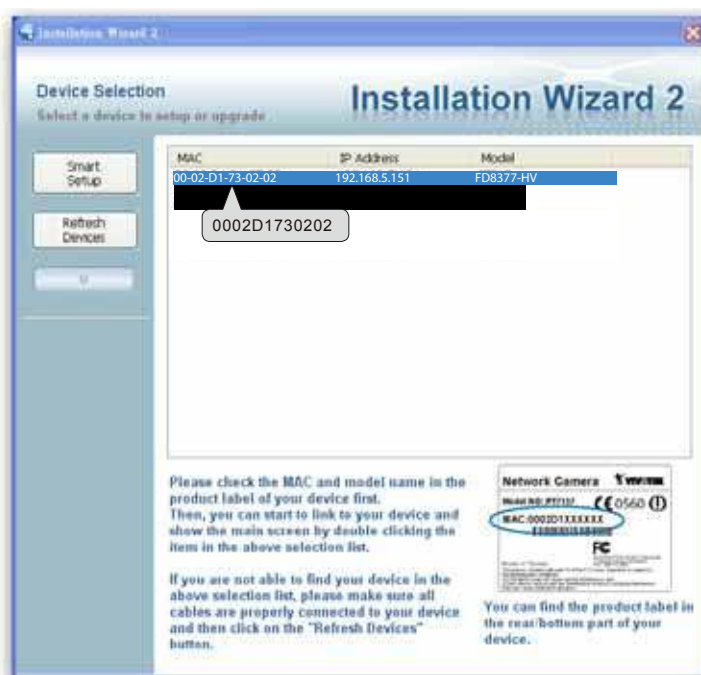 Installation Wizard 2
Device Selection
Select a device to setup or upgrade
Installation Wizard 2
Smart
Setup
Refresh
Devices
MAC IP Address Model
00-02-D1-73-02-02 192.168.5.151 FD8377-HV
0002D1730202
Please check the MAC and model name in the
product label of your device first.
Then, you can start to link to your device and
show the main screen by double clicking the
item in the above selection list.
If you are not able to find your device in the
above selection list, please make sure all
cables are properly connected to your device
and then click on the "Refresh Devices"
button.
Network Camera VIVOTEK
Model NO: PT7137 CE 0560
MAC:0002D1XXXXXX
FC
You can find the product label in
the rear/bottom part of your
device.